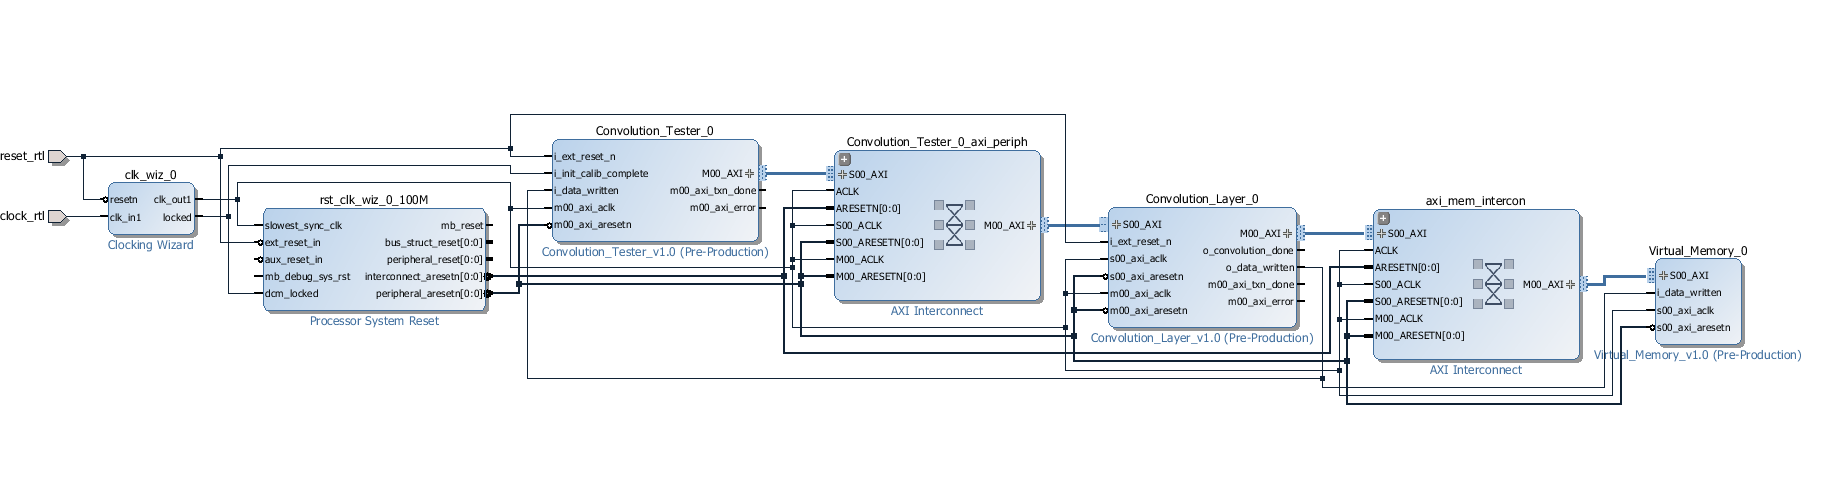 reset_rtl
clock_rtl
clk_wiz_0
resetn
clk_in1
clk_out1
locked
Clocking Wizard
rst_clk_wiz_0_100M
slowest_sync_clk
ext_reset_in
aux_reset_in
mb_debug_sys_rst
dcm_locked
mb_reset
bus_struct_reset[0:0]
peripheral_reset[0:0]
interconnect_aresetn[0:0]
peripheral_aresetn[0:0]
Processor System Reset
Convolution_Tester_0
i_ext_reset_n
i_init_calib_complete
i_data_written
m00_axi_aclk
m00_axi_aresetn
M00_AXI
m00_axi_txn_done
m00_axi_error
Convolution_Tester_v1.0 (Pre-Production)
Convolution_Tester_0_axi_periph
S00_AXI
ACLK
ARESETN[0:0]
S00_ACLK
S00_ARESETN[0:0]
M00_ACLK
M00_ARESETN[0:0]
M00_AXI
AXI Interconnect
Convolution_Layer_0
S00_AXI
i_ext_reset_n
s00_axi_aclk
s00_axi_aresetn
m00_axi_aclk
m00_axi_aresetn
M00_AXI
o_convolution_done
o_data_written
m00_axi_txn_done
m00_axi_error
Convolution_Layer_v1.0 (Pre-Production)
axi_mem_intercon
S00_AXI
ACLK
ARESETN[0:0]
S00_ACLK
S00_ARESETN[0:0]
M00_ACLK
M00_ARESETN[0:0]
M00_AXI
AXI Interconnect
Virtual_Memory_0
S00_AXI
i_data_written
s00_axi_aclk
s00_axi_aresetn
Virtual_Memory_v1.0 (Pre-Production)